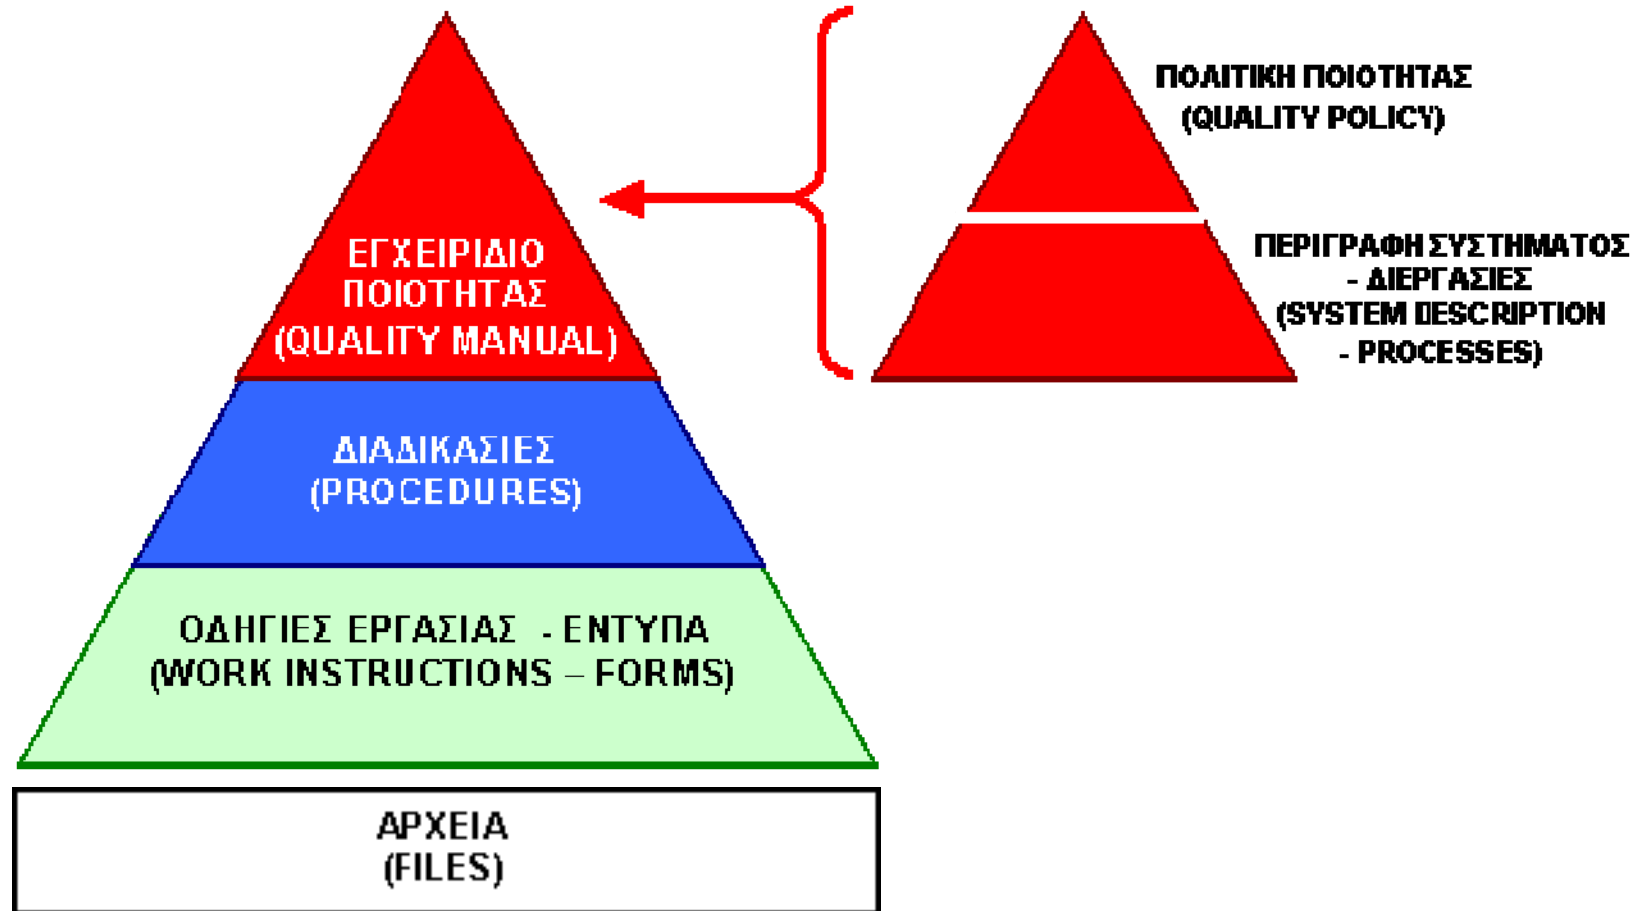 ΠΟΛΙΤΙΚΗ ΠΟΙΟΤΗΤΑΣ
(QUALITY POLICY)
ΠΕΡΙΓΡΑΦΗ ΣΥΣΤΗΜΑΤΟΣ
- ΔΙΕΡΓΑΣΙΕΣ
(SYSTEM DESCRIPTION
- PROCESSES)
ΕΓΧΕΙΡΙΔΙΟ
ΠΟΙΟΤΗΤΑΣ
(QUALITY MANUAL)
ΔΙΑΔΙΚΑΣΙΕΣ
(PROCEDURES)
ΟΔΗΓΙΕΣ ΕΡΓΑΣΙΑΣ - ΕΝΤΥΠΑ
(WORK INSTRUCTIONS – FORMS)
ΑΡΧΕΙΑ
(FILES)